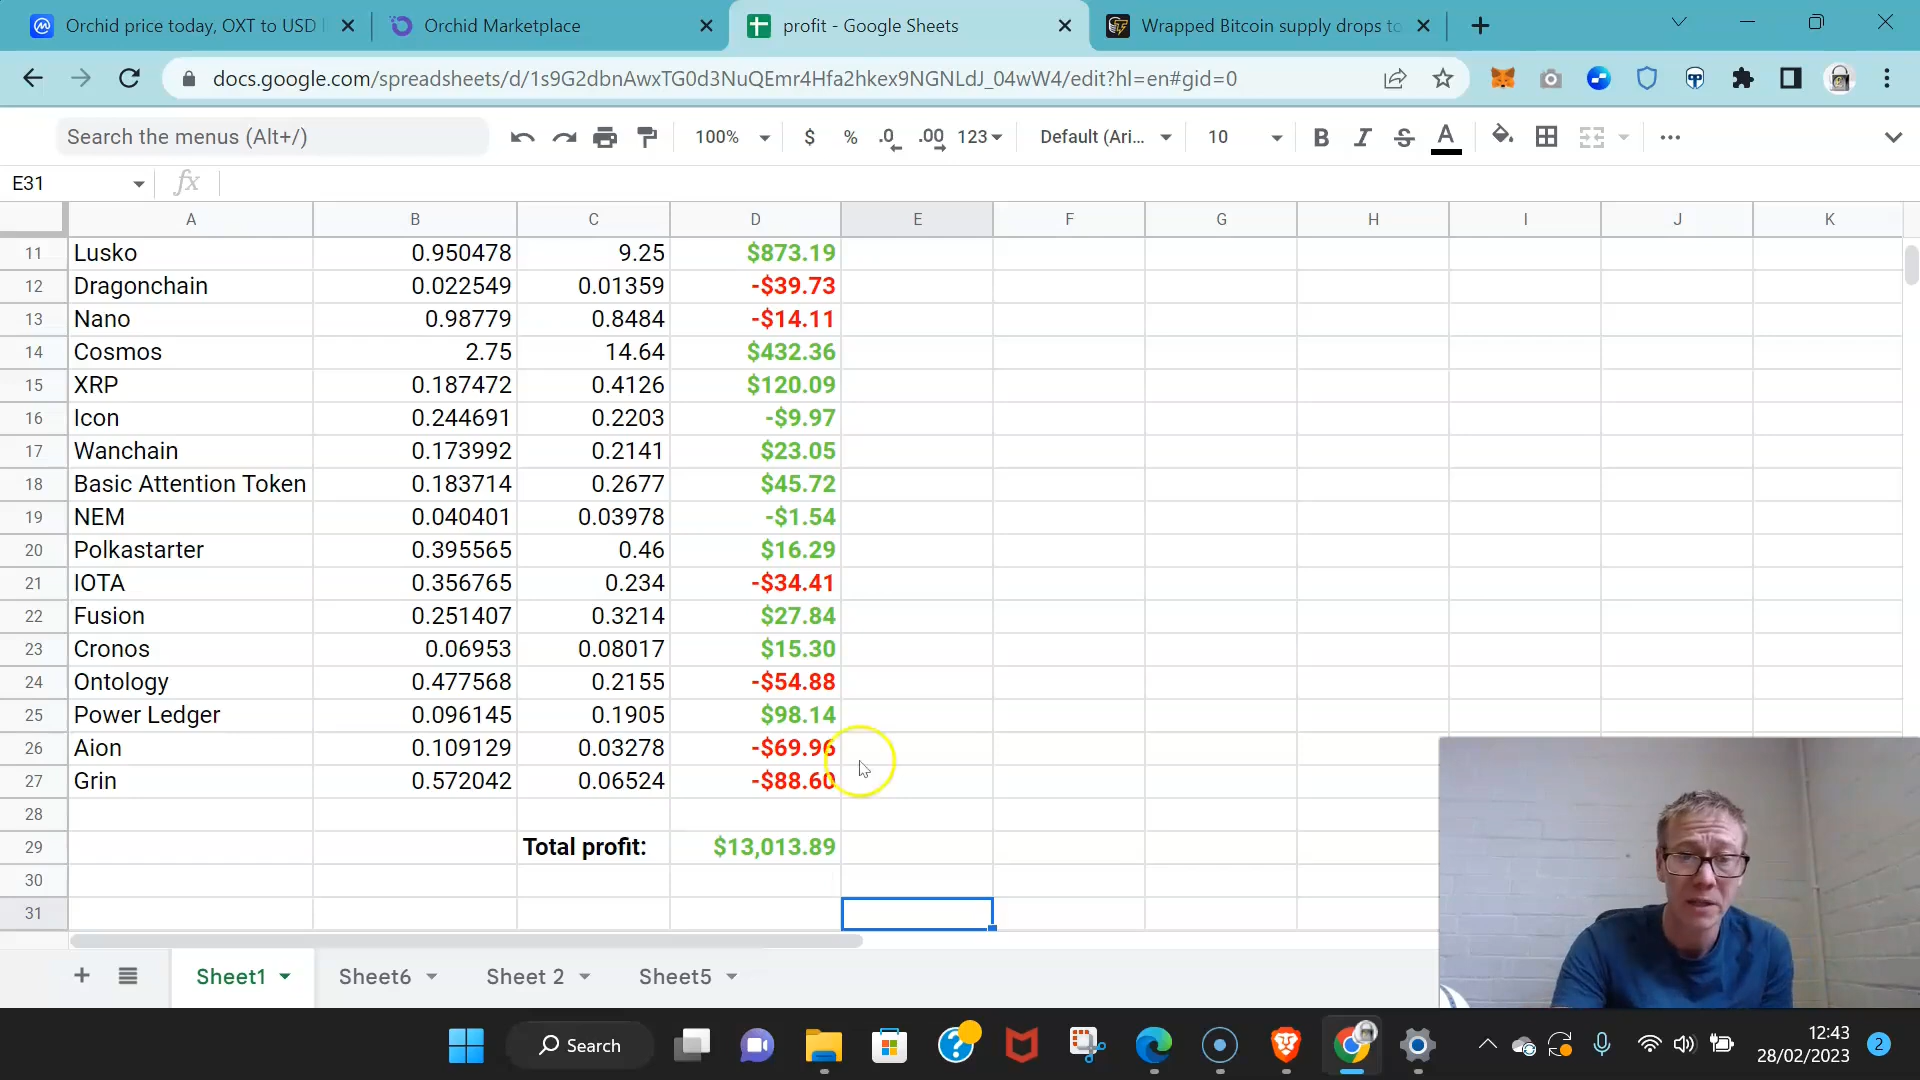 Orchid price today, OXT to USD
Orchid Marketplace
profit - Google Sheets
Wrapped Bitcoin supply drops to
docs.google.com/spreadsheets/d/1s9G2dbnAwxTG0d3NuQEmr4Hfa2hkex9NGNLdJ_04wW4/edit?hl=en#gid=0
Search the menus (Alt+/)
100%
$ % .0 .00 123
Default (Ari...
10
B I S A
E31
fx
A B C D E F G H I J K
11 Lusko 0.950478 9.25 $873.19
12 Dragonchain 0.022549 0.01359 -$39.73
13 Nano 0.98779 0.8484 -$14.11
14 Cosmos 2.75 14.64 $432.36
15 XRP 0.187472 0.4126 $120.09
16 Icon 0.244691 0.2203 -$9.97
17 Wanchain 0.173992 0.2141 $23.05
18 Basic Attention Token 0.183714 0.2677 $45.72
19 NEM 0.040401 0.03978 -$1.54
20 Polkastarter 0.395565 0.46 $16.29
21 IOTA 0.356765 0.234 -$34.41
22 Fusion 0.251407 0.3214 $27.84
23 Cronos 0.06953 0.08017 $15.30
24 Ontology 0.477568 0.2155 -$54.88
25 Power Ledger 0.096145 0.1905 $98.14
26 Aion 0.109129 0.03278 -$69.96
27 Grin 0.572042 0.06524 -$88.60
28
29 Total profit: $13,013.89
30
31
Sheet1 Sheet6 Sheet 2 Sheet5
Search
12:43
28/02/2023
2